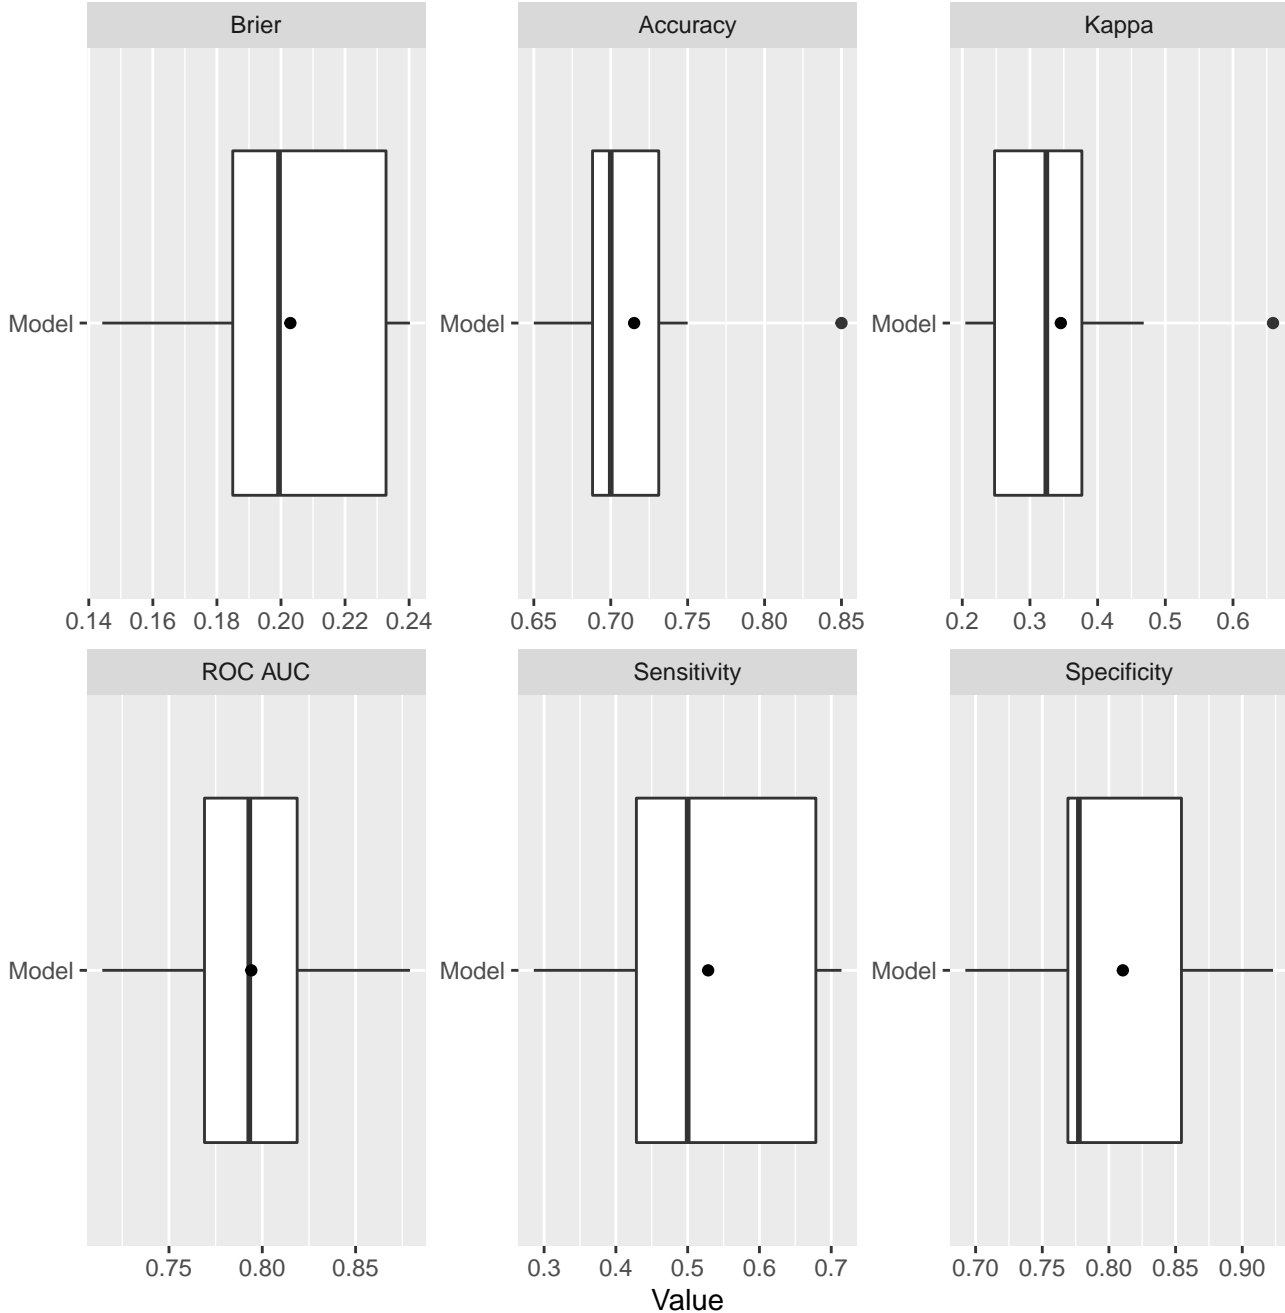 Brier Accuracy Kappa
Model Model Model
0.14 0.16 0.18 0.20 0.22 0.24 0.65 0.70 0.75 0.80 0.85 0.2 0.3 0.4 0.5 0.6
ROC AUC Sensitivity Specificity
Model Model Model
0.75 0.80 0.85 0.3 0.4 0.5 0.6 0.7 0.70 0.75 0.80 0.85 0.90
Value